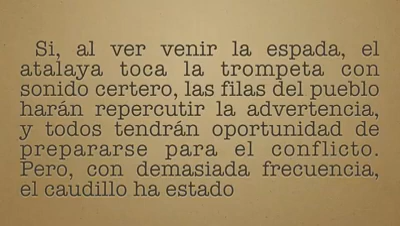 Si, al ver venir la espada, el
atalaya toca la trompeta con
sonido certero, las filas del pueblo
harán repercutir la advertencia,
y todos tendrán oportunidad de
prepararse para el conflicto.
Pero, con demasiada frecuencia,
el caudillo ha estado